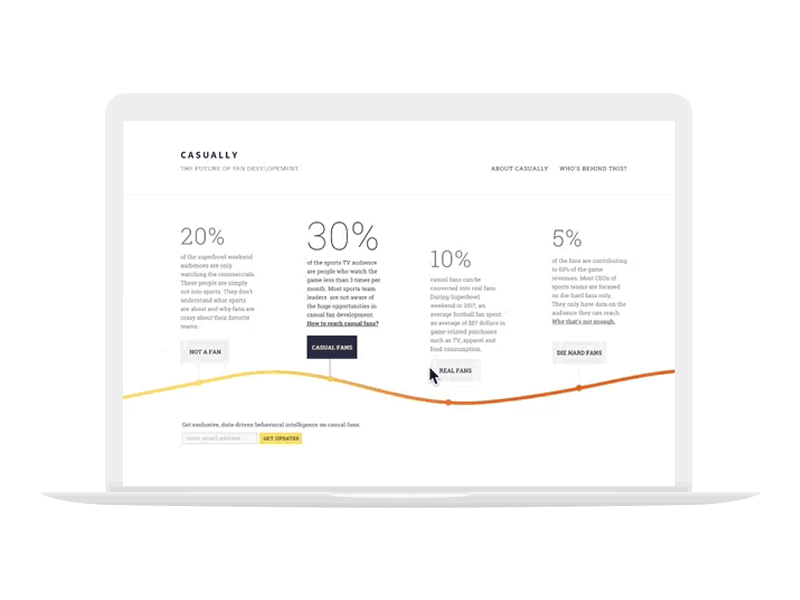 CASUALLY
THE FUTURE OF FAN DEVELOPEMENT
ABOUT CASUALLY
WHO'S BEHIND THIS?
20%
of the superbowl weekend
audiences are only
watching the commercials.
These people are simply
not into sports. They don't
understand what sports
are about and why fans are
crazy about their favorite
teams.
NOT A FAN
30%
of the sports TV audience
are people who watch the
game less than 3 times per
month. Most sports team
leaders are not aware of
the huge opportunities in
casual fan development
How to reach casual fans?
CASUAL FANS
10%
casual fans can be
converted into real fans
During Superbowl
weekend in 2017, an
average football fan spent
an average of $87 dollars in
game-related purchases
such as TV, apparel and
food consumption.
REAL FANS
5%
of the fans are contributing
to 60% of the game
revenues. Most CEOs of
sports teams are focused
on die-hard fans only.
They only have data on the
audience they can reach.
Why that's not enough.
DIE HARD FANS
Get exclusive, data-driven behavioral intelligence on casual fans.
enter email address
GET UPDATES